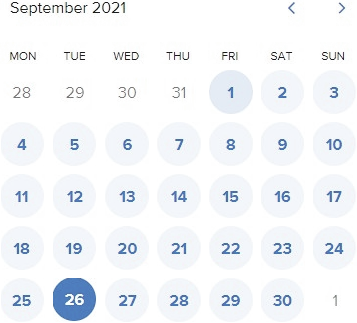 September 2021 < >
MON TUE WED THU FRI SAT SUN
28 29 30 31 1 2 3
4 5 6 7 8 9 10
11 12 13 14 15 16 17
18 19 20 21 22 23 24
25 26 27 28 29 30 1